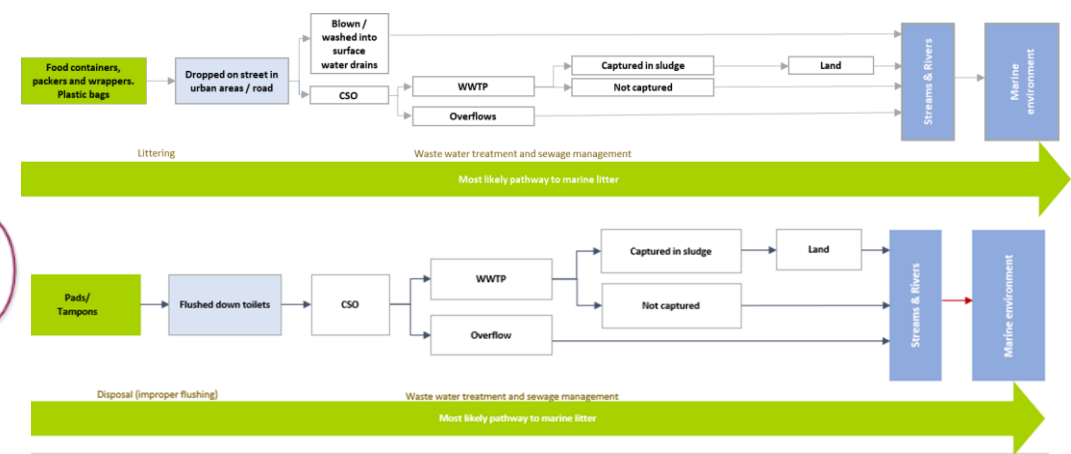 Food containers,
packers and wrappers.
Plastic bags
Dropped on street in
urban areas / road
Blown /
washed into
surface
water drains
CSO
WWTP
Overflows
Captured in sludge
Not captured
Land
Streams & Rivers
Marine
environment
Littering
Waste water treatment and sewage management
Most likely pathway to marine litter
Pads/
Tampons
Flushed down toilets
CSO
WWTP
Overflow
Captured in sludge
Not captured
Land
Streams & Rivers
Marine environment
Disposal (improper flushing)
Waste water treatment and sewage management
Most likely pathway to marine litter